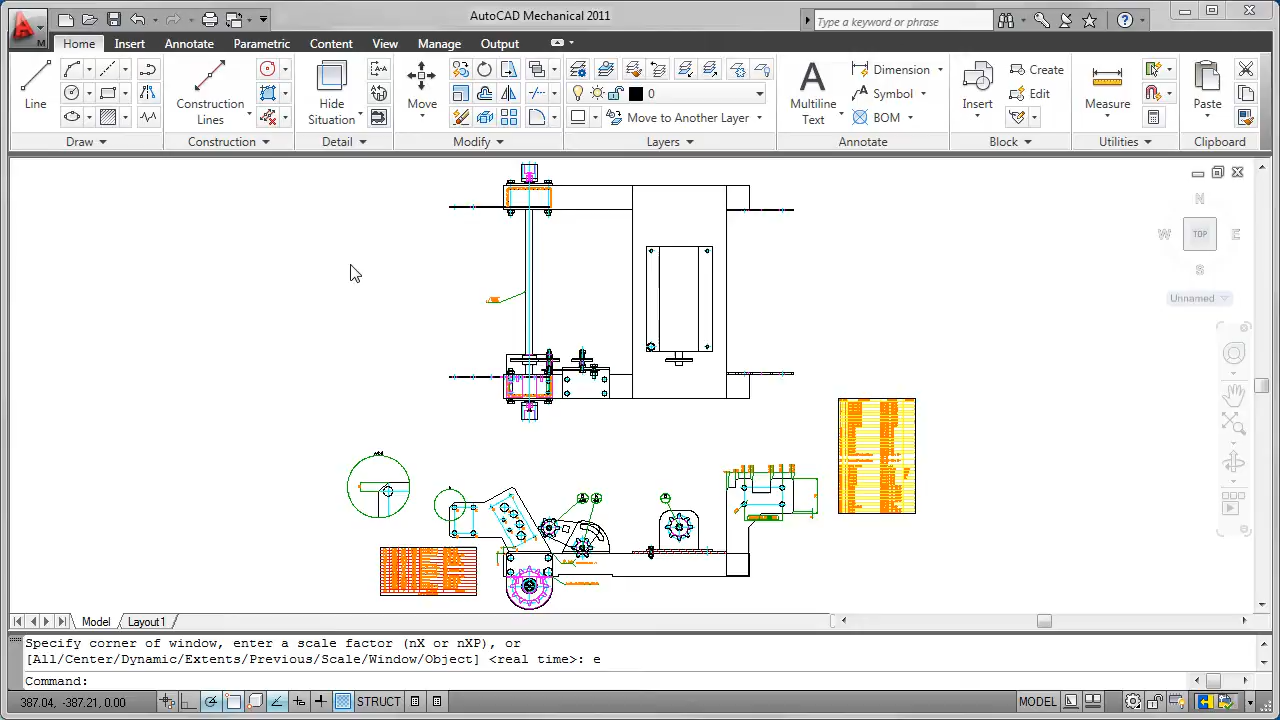 AutoCAD Mechanical 2011
Type a keyword or phrase
M
Home Insert Annotate Parametric Content View Manage Output
Line
Construction Lines
Hide Situation
Move
0
Move to Another Layer
Multiline Text
Dimension
Symbol
BOM
Insert
Create
Edit
Measure
Paste
Draw Construction Detail Modify Layers Annotate Block Utilities Clipboard
N
W TOP E
S
Unnamed
Model Layout1
Specify corner of window, enter a scale factor (nX or nXP), or
[All/Center/Dynamic/Extents/Previous/Scale/Window/Object] <real time>: e
Command:
387.04, -387.21, 0.00 STRUCT MODEL